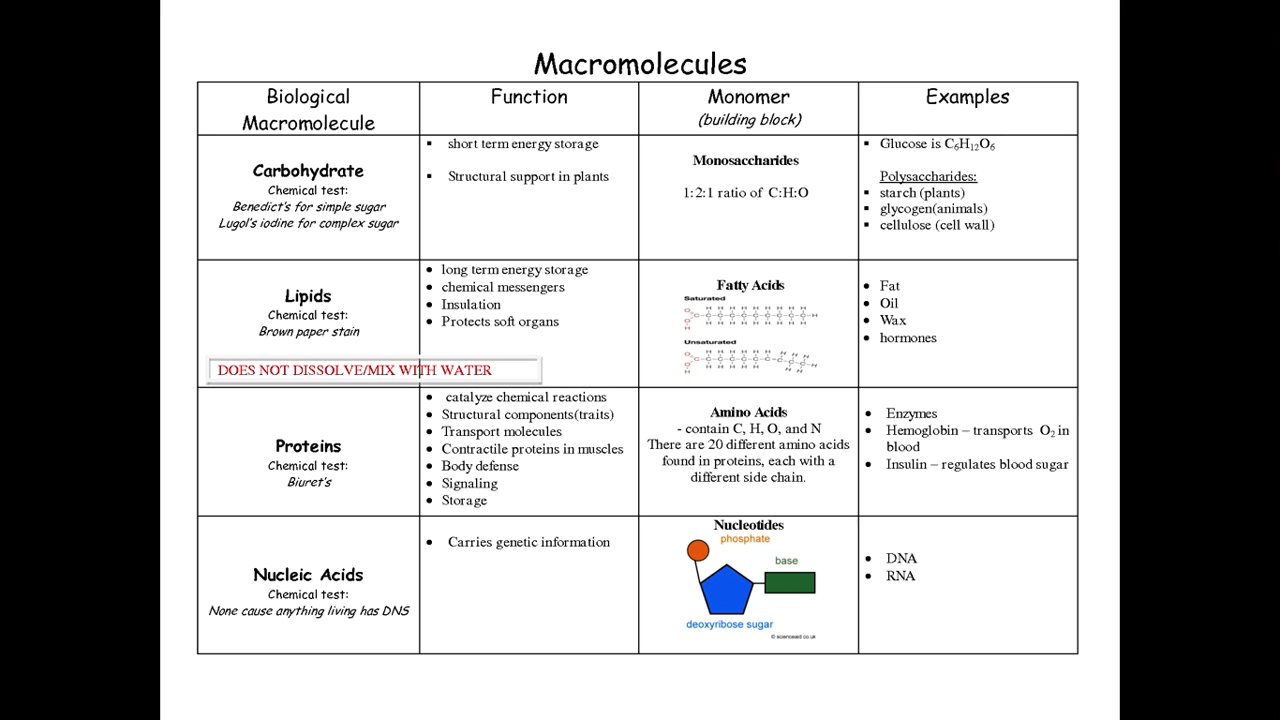 Macromolecules
Biological
Macromolecule
Function
Monomer
(building block)
Examples
Carbohydrate
Chemical test:
Benedict's for simple sugar
Lugol's iodine for complex sugar
▪ short term energy storage
▪ Structural support in plants
Monosaccharides
1:2:1 ratio of C:H:O
▪ Glucose is C₆H₁₂O₆
Polysaccharides:
▪ starch (plants)
▪ glycogen(animals)
▪ cellulose (cell wall)
Lipids
Chemical test:
Brown paper stain
DOES NOT DISSOLVE/MIX WITH WATER
• long term energy storage
• chemical messengers
• Insulation
• Protects soft organs
Fatty Acids
Saturated
Unsaturated
• Fat
• Oil
• Wax
• hormones
Proteins
Chemical test:
Biuret's
• catalyze chemical reactions
• Structural components(traits)
• Transport molecules
• Contractile proteins in muscles
• Body defense
• Signaling
• Storage
Amino Acids
- contain C, H, O, and N
There are 20 different amino acids
found in proteins, each with a
different side chain.
• Enzymes
• Hemoglobin – transports O₂ in
blood
• Insulin – regulates blood sugar
Nucleic Acids
Chemical test:
None cause anything living has DNS
• Carries genetic information
Nucleotides
phosphate
base
deoxyribose sugar
© scienceaid.co.uk
• DNA
• RNA